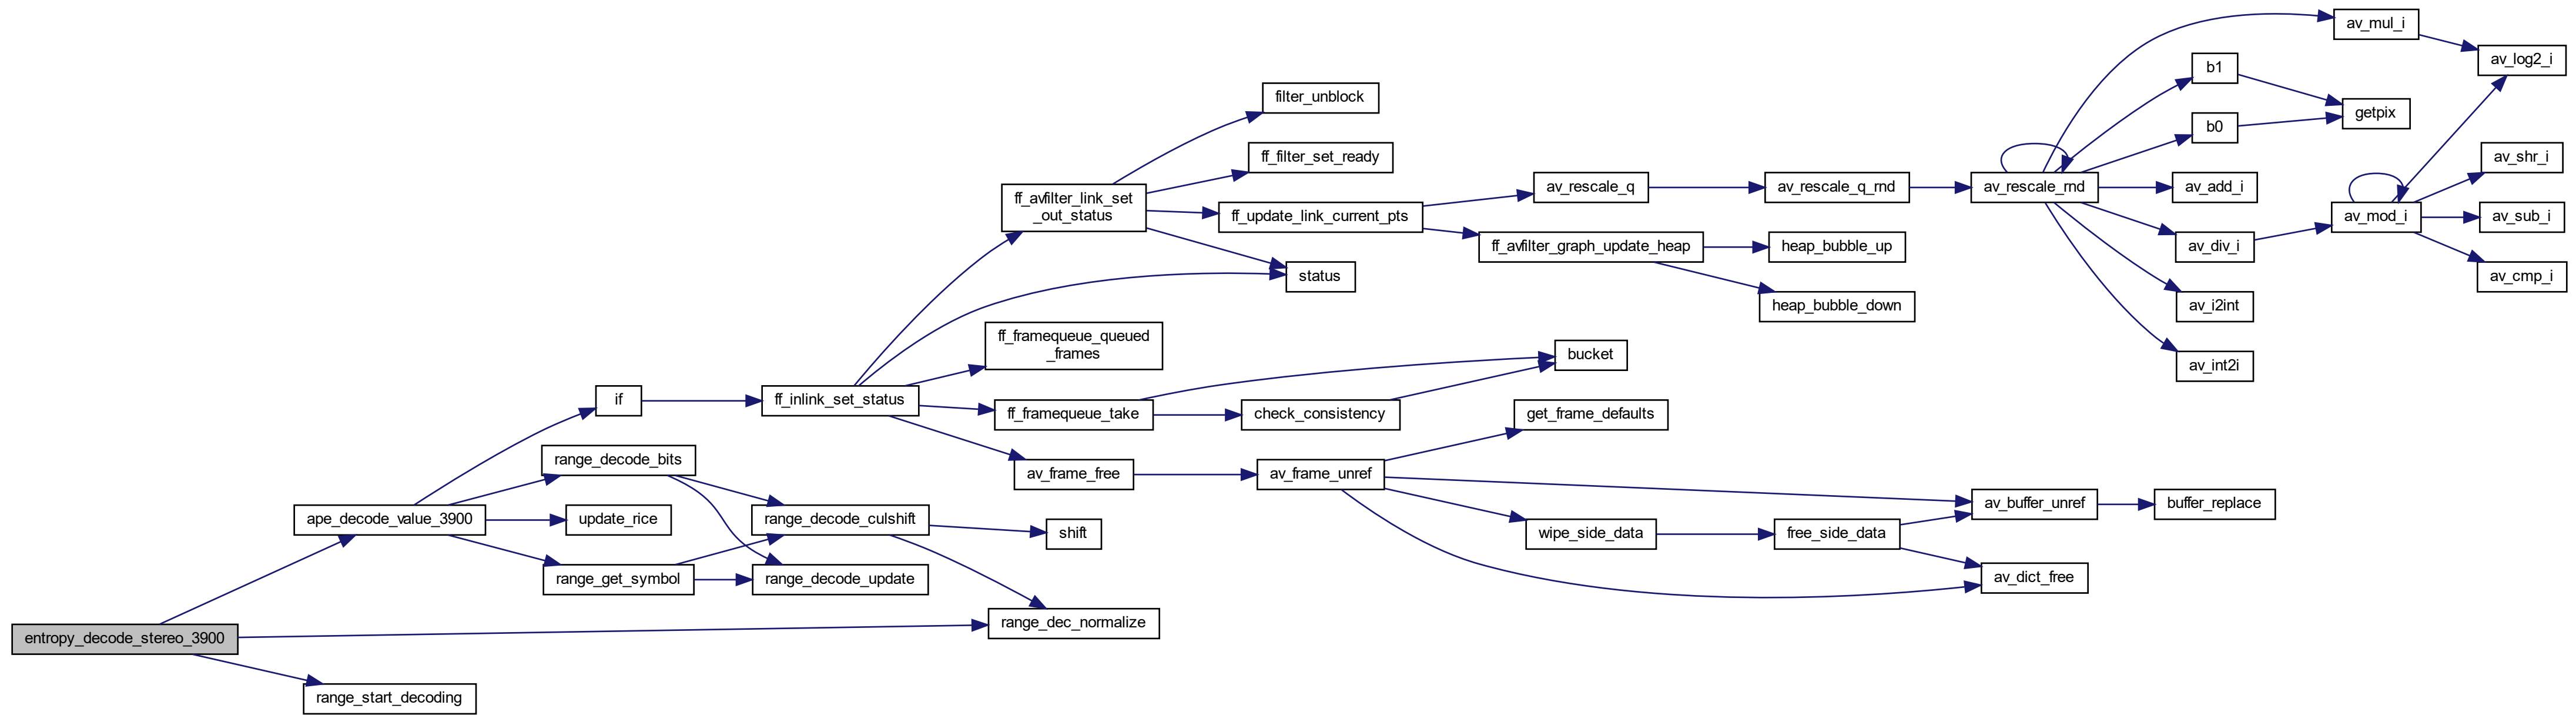 entropy_decode_stereo_3900
ape_decode_value_3900
range_start_decoding
if
range_decode_bits
update_rice
range_get_symbol
ff_inlink_set_status
range_decode_culshift
range_decode_update
ff_avfilter_link_set
_out_status
ff_framequeue_queued
_frames
ff_framequeue_take
av_frame_free
shift
range_dec_normalize
filter_unblock
ff_filter_set_ready
ff_update_link_current_pts
status
check_consistency
av_frame_unref
av_rescale_q
ff_avfilter_graph_update_heap
bucket
get_frame_defaults
wipe_side_data
av_rescale_q_rnd
heap_bubble_up
heap_bubble_down
free_side_data
av_rescale_rnd
av_buffer_unref
av_dict_free
av_mul_i
b1
b0
av_add_i
av_div_i
av_i2int
av_int2i
buffer_replace
getpix
av_mod_i
av_log2_i
av_shr_i
av_sub_i
av_cmp_i